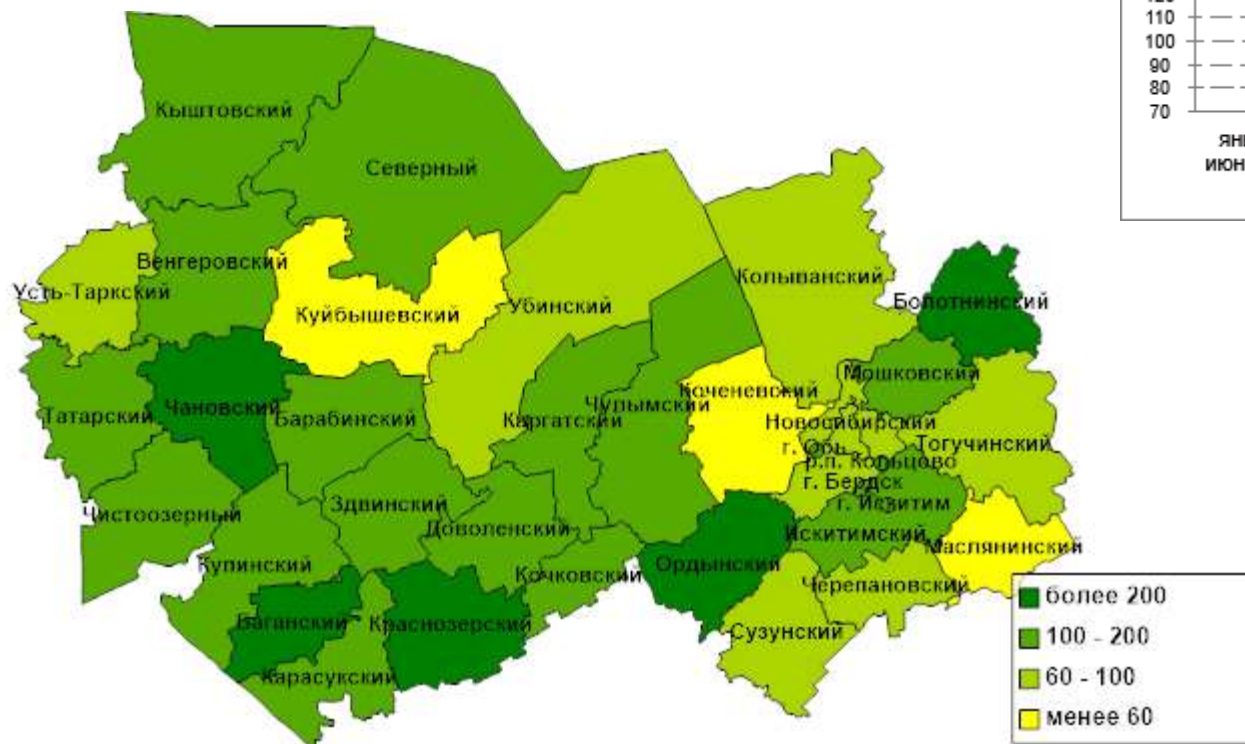 110
100
90
80
70
Кыштовский
Северный
Венгеровский
Усть-Таркский
Куйбышевский
Убинский
Колыванский
Болотнинский
Татарский
Чановский
Барабинский
Каргатский
Чулымский
Коченевский
Мошковский
Новосибирский
Тогучинский
г. Обь
р.п. Кольцово
г. Бердск
г. Искитим
Чистоозерный
Здвинский
Доволенский
Искитимский
Маслянинский
Купинский
Кочковский
Ордынский
Черепановский
Баганский
Краснозерский
Сузунский
Карасукский
более 200
100 - 200
60 - 100
менее 60